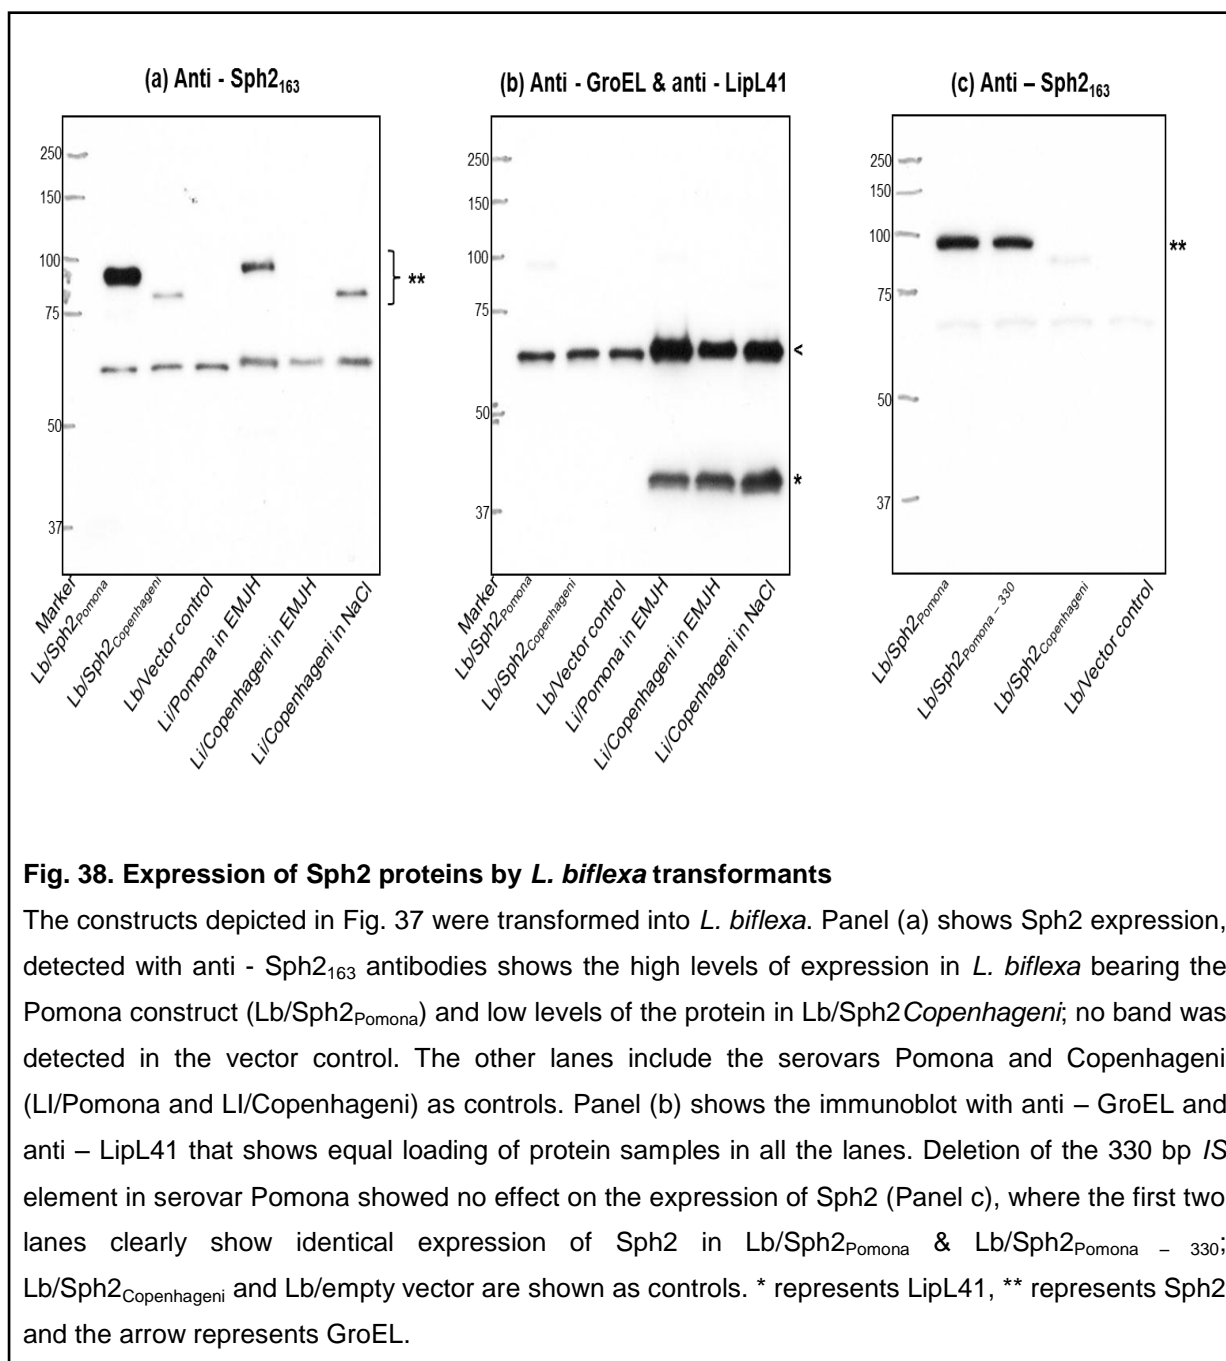 (a) Anti - Sph2163
(b) Anti - GroEL & anti - LipL41
(c) Anti – Sph2163
250
150
100
75
50
37
**
Marker
Lb/Sph2Pomona
Lb/Sph2Copenhageni
Lb/Vector control
Li/Pomona in EMJH
Li/Copenhageni in EMJH
Li/Copenhageni in NaCl
250
150
100
75
50
37
<
*
Marker
Lb/Sph2Pomona
Lb/Sph2Copenhageni
Lb/Vector control
Li/Pomona in EMJH
Li/Copenhageni in EMJH
Li/Copenhageni in NaCl
250
150
100
75
50
37
**
Lb/Sph2Pomona
Lb/Sph2Pomona – 330
Lb/Sph2Copenhageni
Lb/Vector control
Fig. 38. Expression of Sph2 proteins by L. biflexa transformants
The constructs depicted in Fig. 37 were transformed into L. biflexa. Panel (a) shows Sph2 expression,
detected with anti - Sph2163 antibodies shows the high levels of expression in L. biflexa bearing the
Pomona construct (Lb/Sph2Pomona) and low levels of the protein in Lb/Sph2Copenhageni; no band was
detected in the vector control. The other lanes include the serovars Pomona and Copenhageni
(LI/Pomona and LI/Copenhageni) as controls. Panel (b) shows the immunoblot with anti – GroEL and
anti – LipL41 that shows equal loading of protein samples in all the lanes. Deletion of the 330 bp IS
element in serovar Pomona showed no effect on the expression of Sph2 (Panel c), where the first two
lanes clearly show identical expression of Sph2 in Lb/Sph2Pomona & Lb/Sph2Pomona – 330;
Lb/Sph2Copenhageni and Lb/empty vector are shown as controls. * represents LipL41, ** represents Sph2
and the arrow represents GroEL.